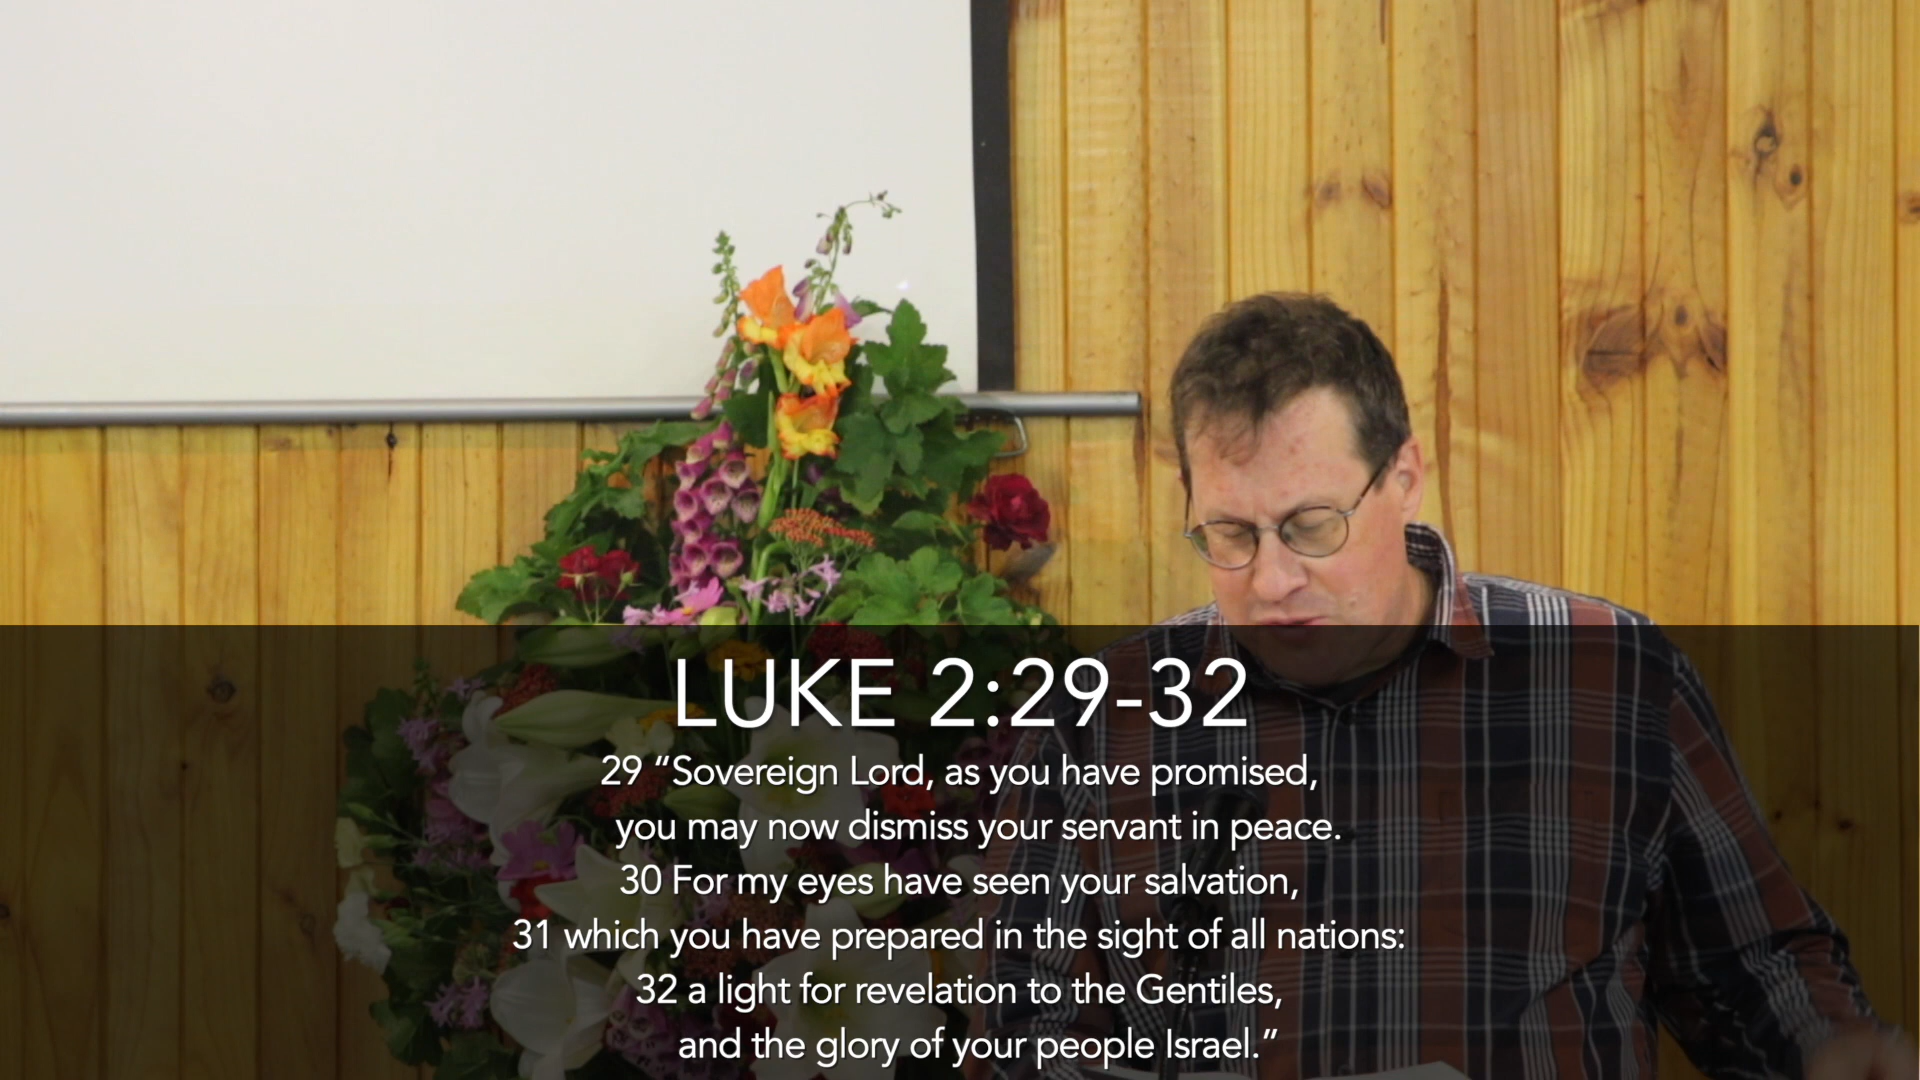 LUKE 2:29-32
29 “Sovereign Lord, as you have promised,
you may now dismiss your servant in peace.
30 For my eyes have seen your salvation,
31 which you have prepared in the sight of all nations:
32 a light for revelation to the Gentiles,
and the glory of your people Israel.”